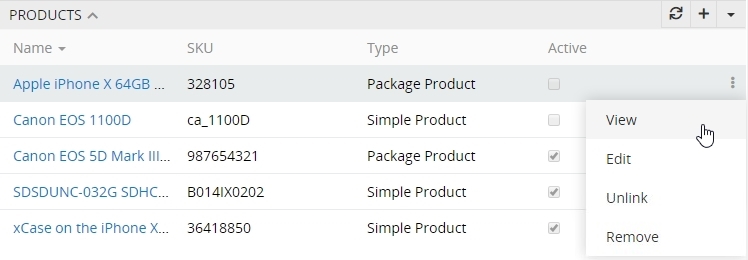 PRODUCTS
Name SKU Type Active
Apple iPhone X 64GB ... 328105 Package Product
Canon EOS 1100D ca_1100D Simple Product
View
Canon EOS 5D Mark III... 987654321 Package Product
Edit
SDSDUNC-032G SDHC... B014IX0202 Simple Product
Unlink
xCase on the iPhone X... 36418850 Simple Product
Remove